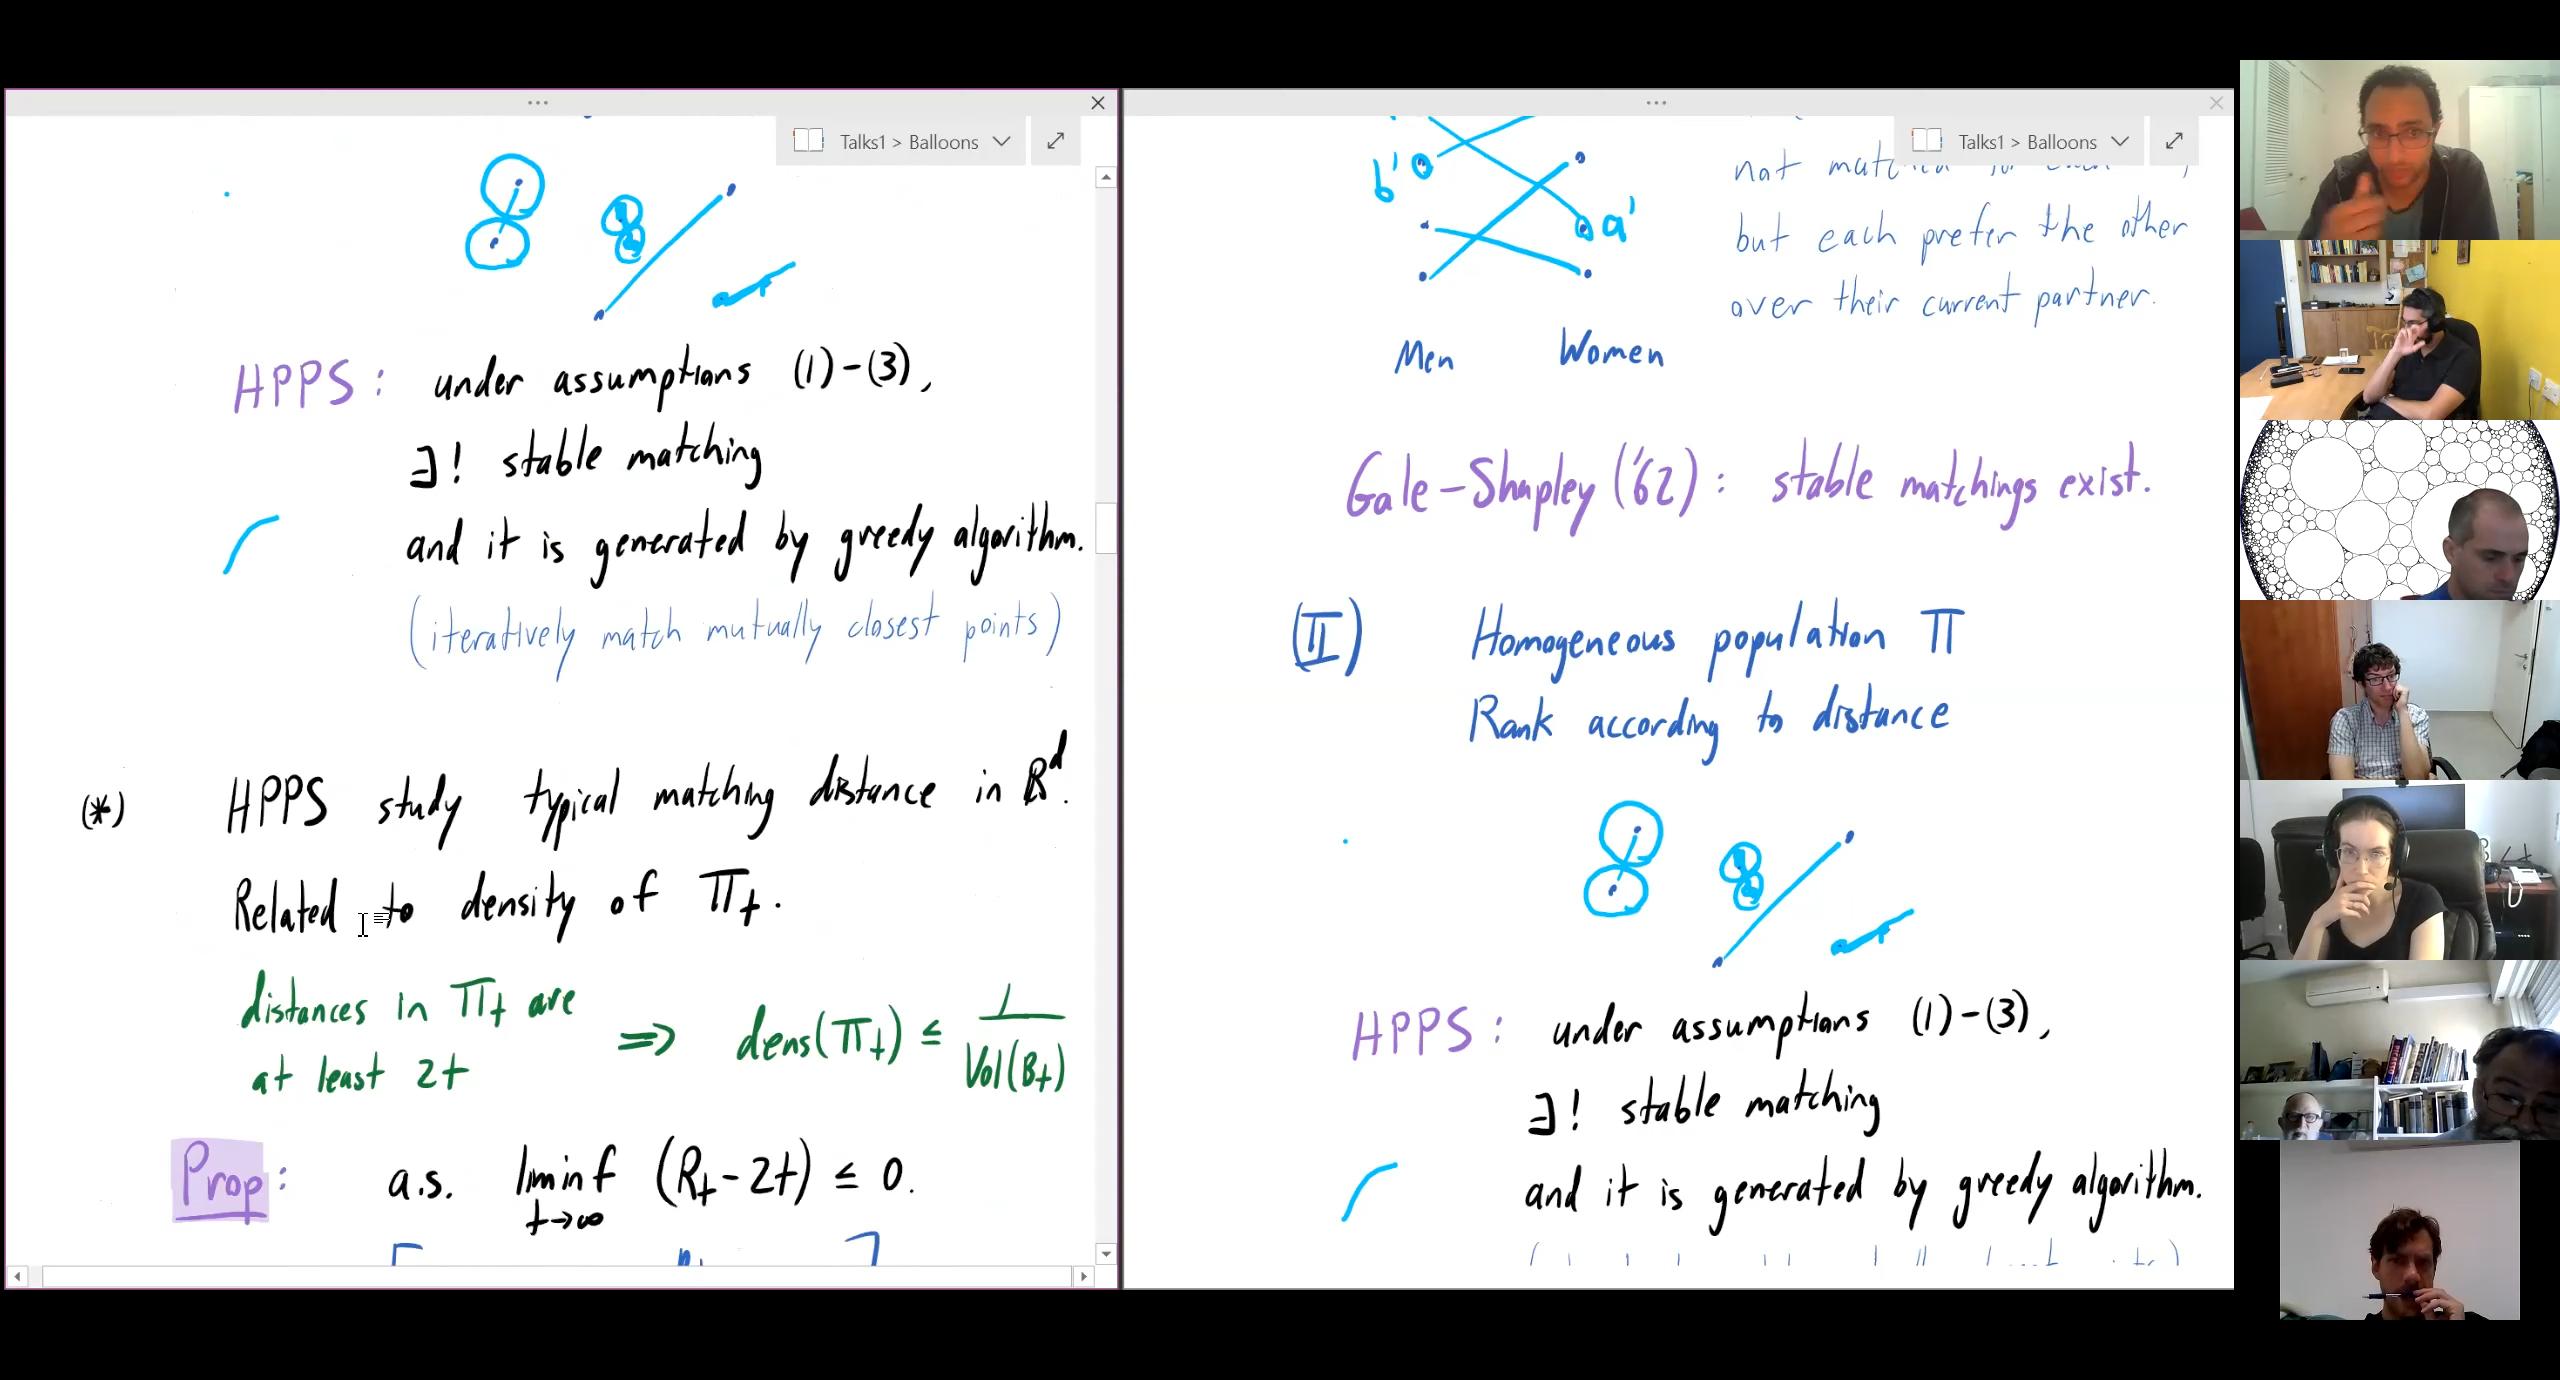 Talks1 > Balloons
HPPS: under assumptions (1)-(3),
∃! stable matching
and it is generated by greedy algorithm.
(iteratively match mutually closest points)
(*) HPPS study typical matching distance in ℝᵈ.
Related to density of Π_t.
distances in Π_t are
at least 2t
⟹ dens(Π_t) ≤ 1/Vol(B_t)
Prop: a.s. liminf_{t→∞} (R_t - 2t) ≤ 0.
Talks1 > Balloons
not
but each prefer the other
over their current partner.
b'
a'
Men Women
Gale-Shapley ('62): stable matchings exist.
(II) Homogeneous population Π
Rank according to distance
HPPS: under assumptions (1)-(3),
∃! stable matching
and it is generated by greedy algorithm.